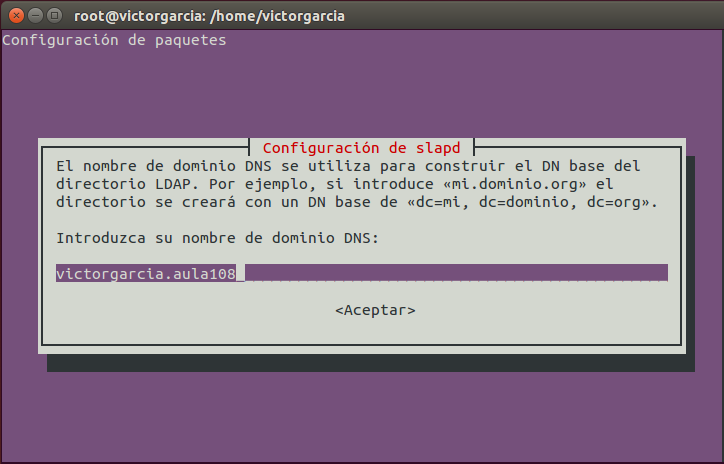 root@victorgarcia: /home/victorgarcia
Configuración de paquetes
Configuración de slapd
El nombre de dominio DNS se utiliza para construir el DN base del
directorio LDAP. Por ejemplo, si introduce «mi.dominio.org» el
directorio se creará con un DN base de «dc=mi, dc=dominio, dc=org».
Introduzca su nombre de dominio DNS:
victorgarcia.aula108
<Aceptar>